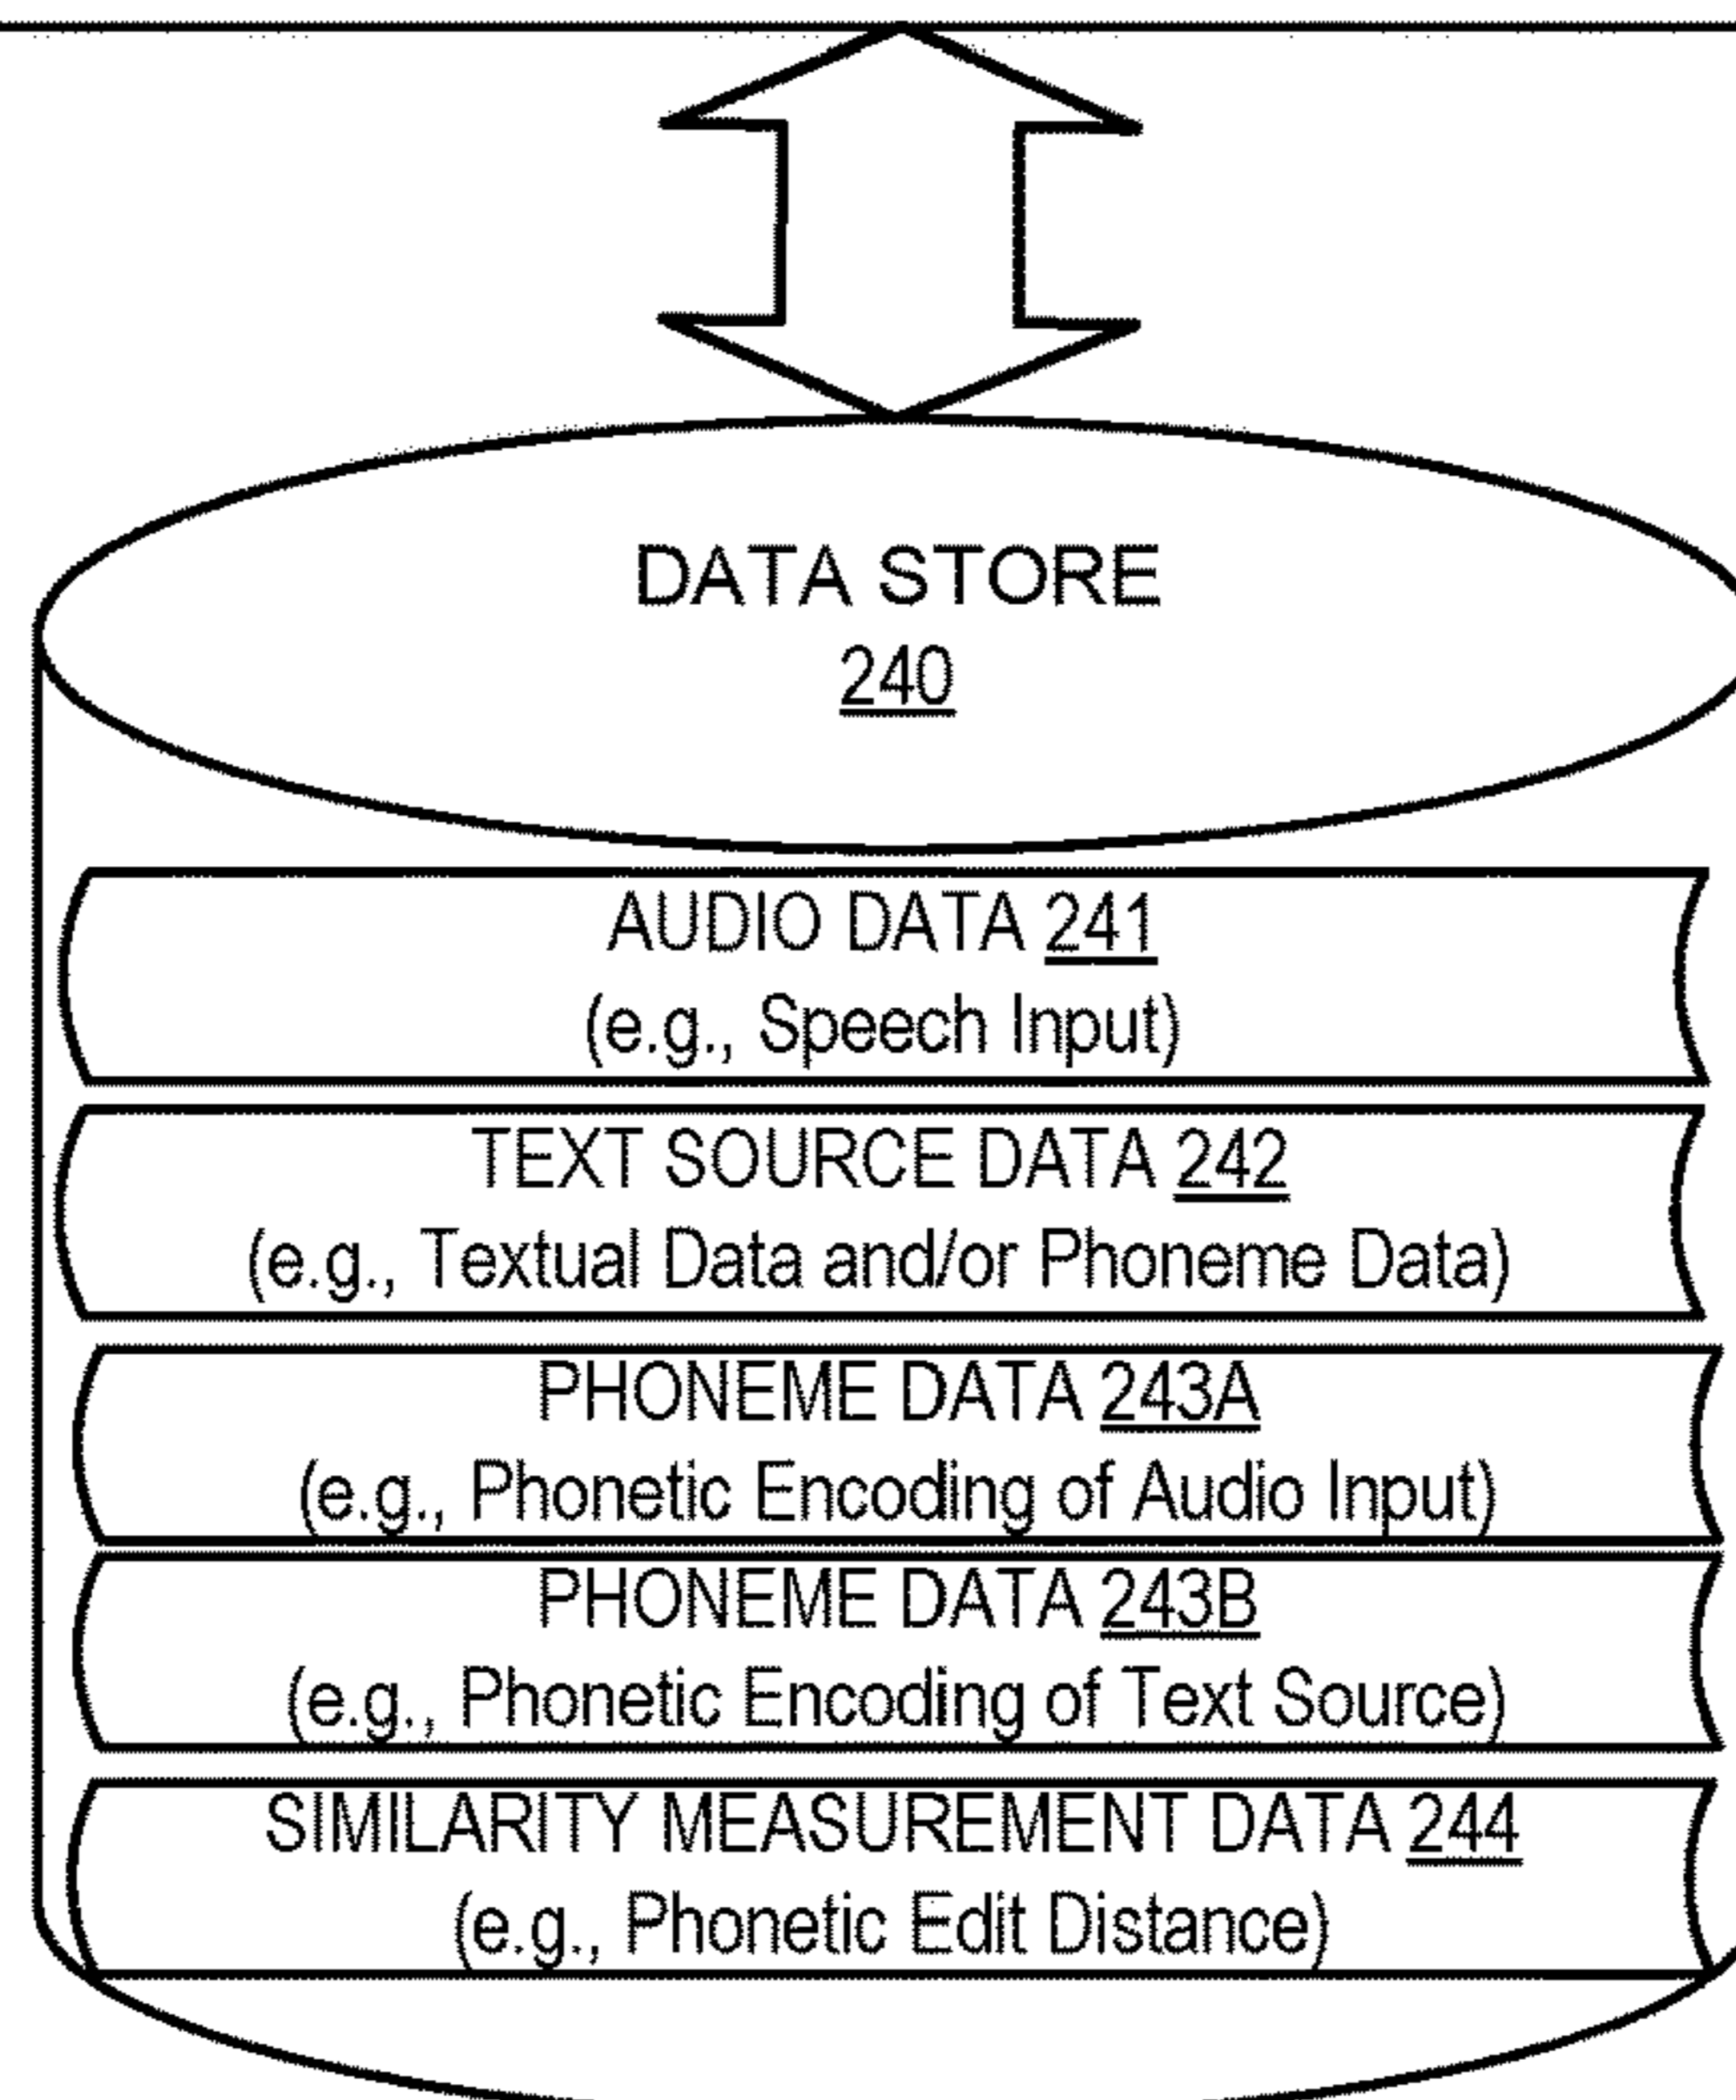 DATA STORE
240
AUDIO DATA 241
(e.g., Speech Input)
TEXT SOURCE DATA 242
(e.g., Textual Data and/or Phoneme Data)
PHONEME DATA 243A
(e.g., Phonetic Encoding of Audio Input)
PHONEME DATA 243B
(e.g., Phonetic Encoding of Text Source)
SIMILARITY MEASUREMENT DATA 244
(e.g., Phonetic Edit Distance)